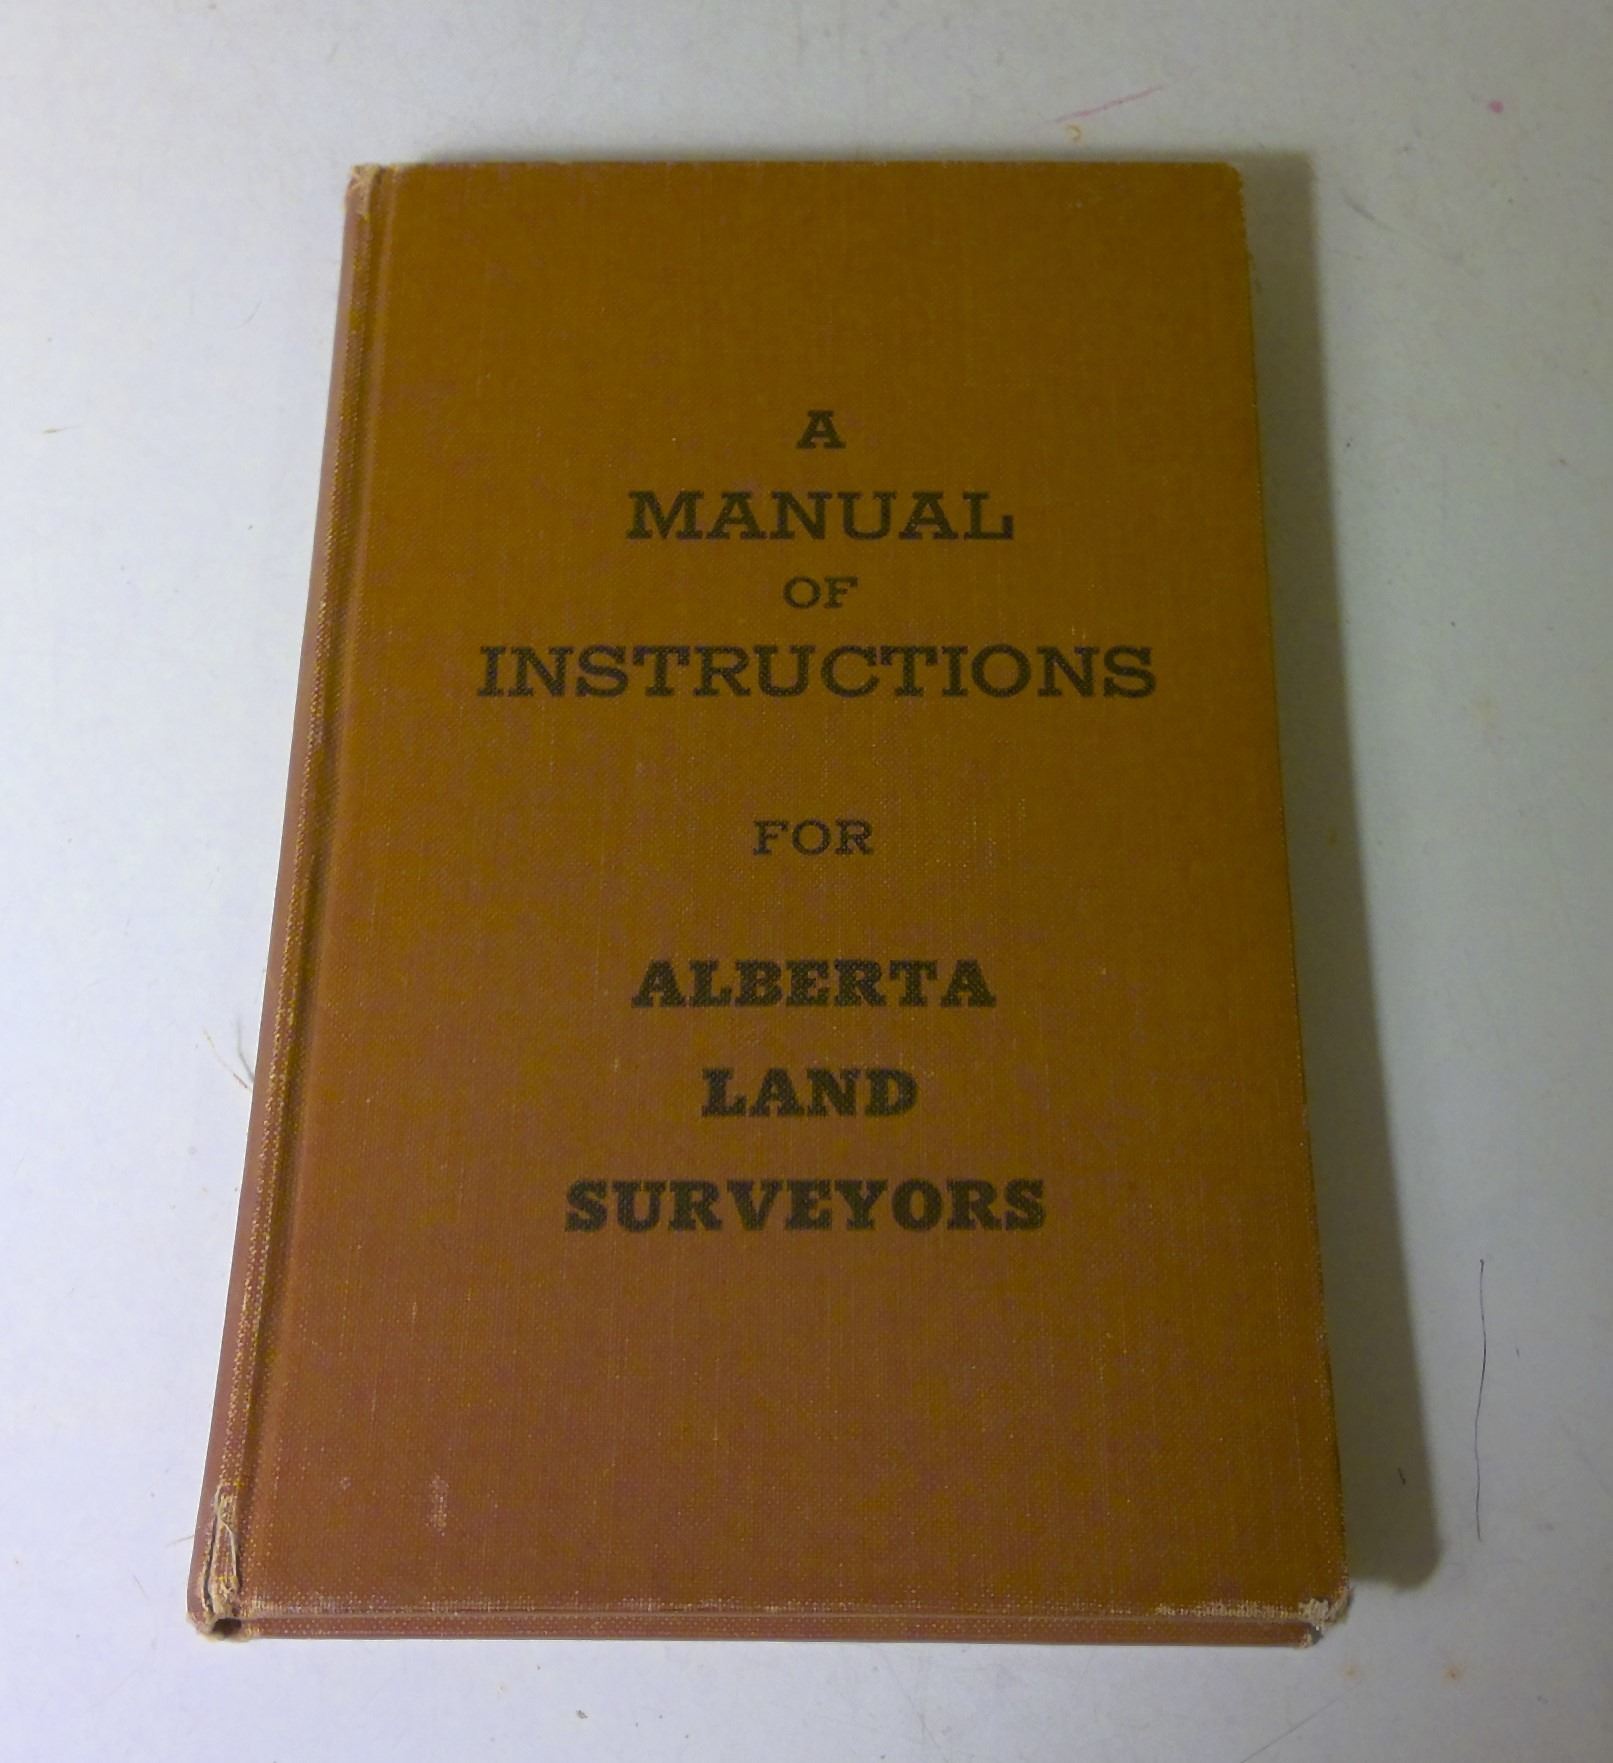 A
MANUAL
OF
INSTRUCTIONS
FOR
ALBERTA
LAND
SURVEYORS